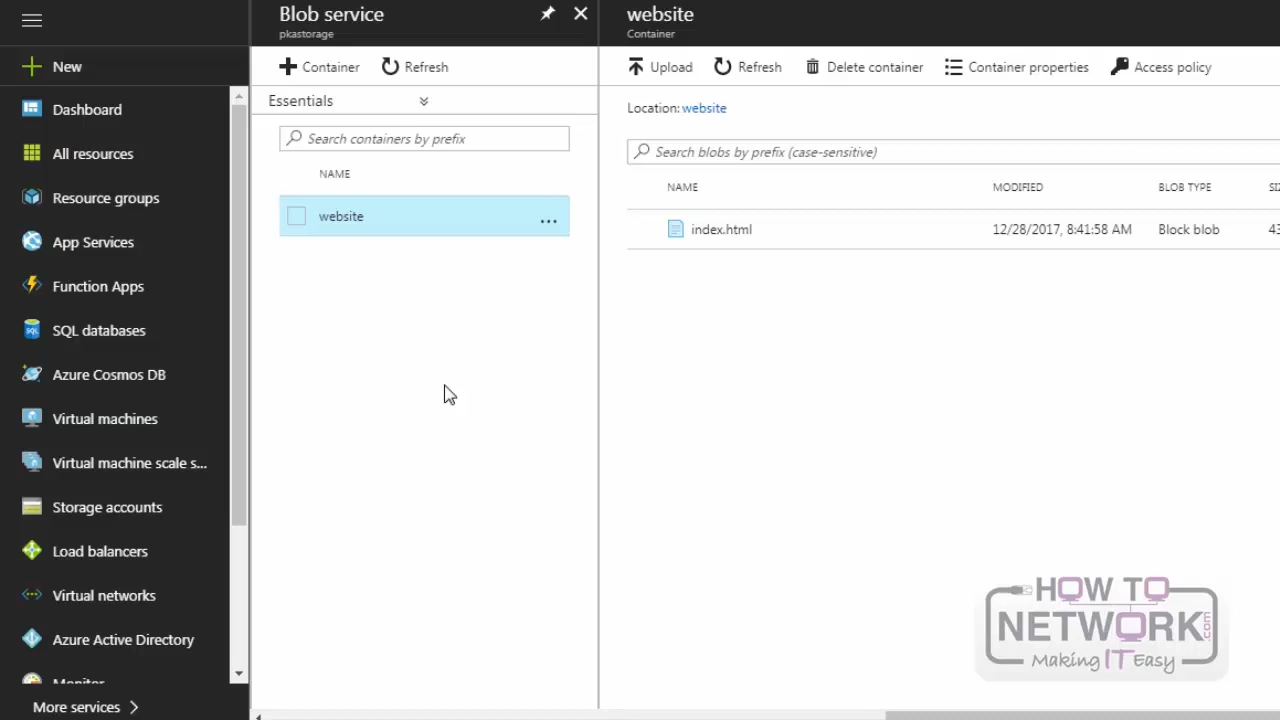 Blob service
pkastorage
website
Container
New
Dashboard
All resources
Resource groups
App Services
Function Apps
SQL databases
Azure Cosmos DB
Virtual machines
Virtual machine scale s...
Storage accounts
Load balancers
Virtual networks
Azure Active Directory
Monitor
More services
Container Refresh
Essentials
Search containers by prefix
NAME
website ...
Upload Refresh Delete container Container properties Access policy
Location: website
Search blobs by prefix (case-sensitive)
NAME MODIFIED BLOB TYPE
index.html 12/28/2017, 8:41:58 AM Block blob
HOW TO
NETWORK.com
Making IT Easy